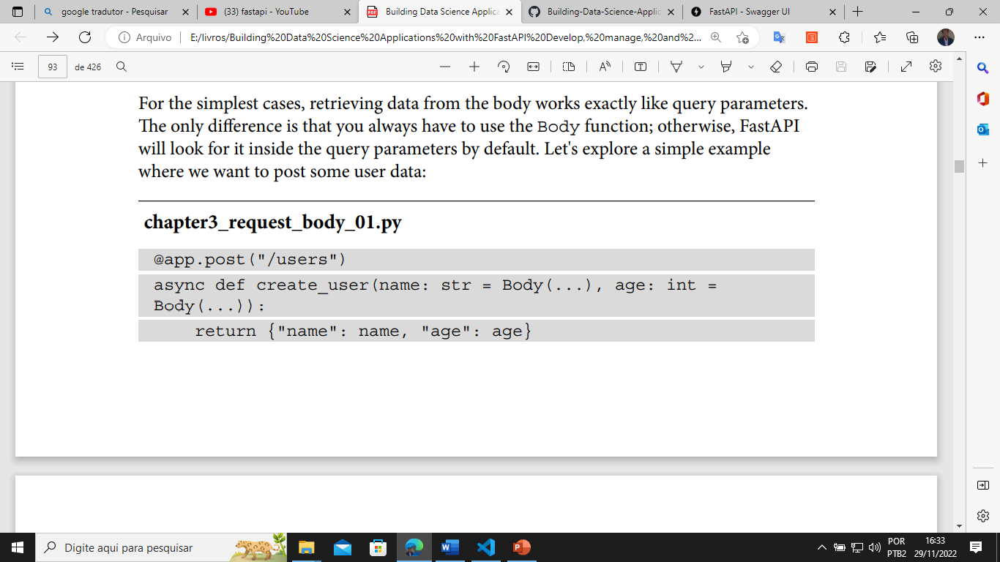 google tradutor - Pesquisar
(33) fastapi - YouTube
Building Data Science Applica
Building-Data-Science-Applic
FastAPI - Swagger UI
Arquivo
E:/livros/Building%20Data%20Science%20Applications%20with%20FastAPI%20Develop,%20manage,%20and%2...
93
de 426
For the simplest cases, retrieving data from the body works exactly like query parameters.
The only difference is that you always have to use the Body function; otherwise, FastAPI
will look for it inside the query parameters by default. Let's explore a simple example
where we want to post some user data:
chapter3_request_body_01.py
@app.post("/users")
async def create_user(name: str = Body(...), age: int =
Body(...)):
    return {"name": name, "age": age}
Digite aqui para pesquisar
POR
PTB2
16:33
29/11/2022